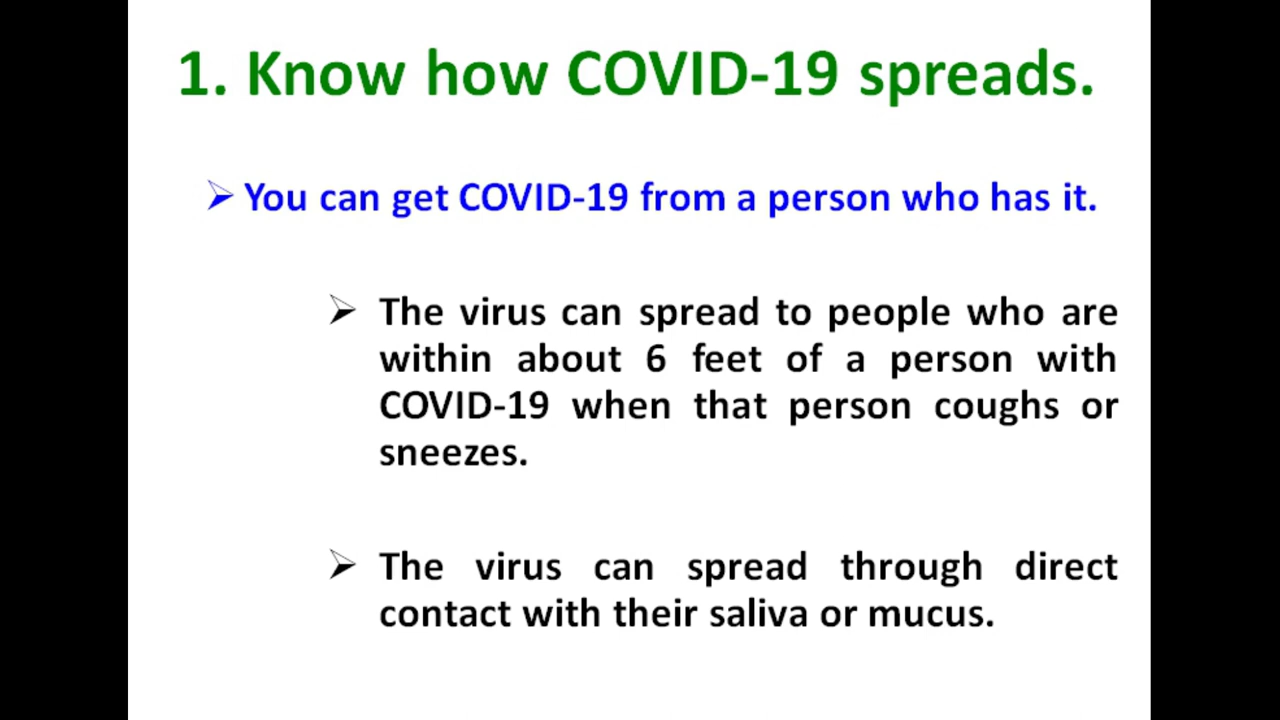 1. Know how COVID-19 spreads.
➢ You can get COVID-19 from a person who has it.
➢ The virus can spread to people who are
within about 6 feet of a person with
COVID-19 when that person coughs or
sneezes.
➢ The virus can spread through direct
contact with their saliva or mucus.